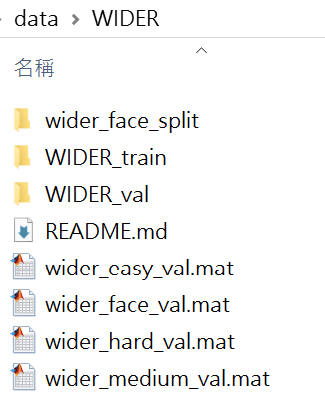 data › WIDER
名稱
wider_face_split
WIDER_train
WIDER_val
README.md
wider_easy_val.mat
wider_face_val.mat
wider_hard_val.mat
wider_medium_val.mat